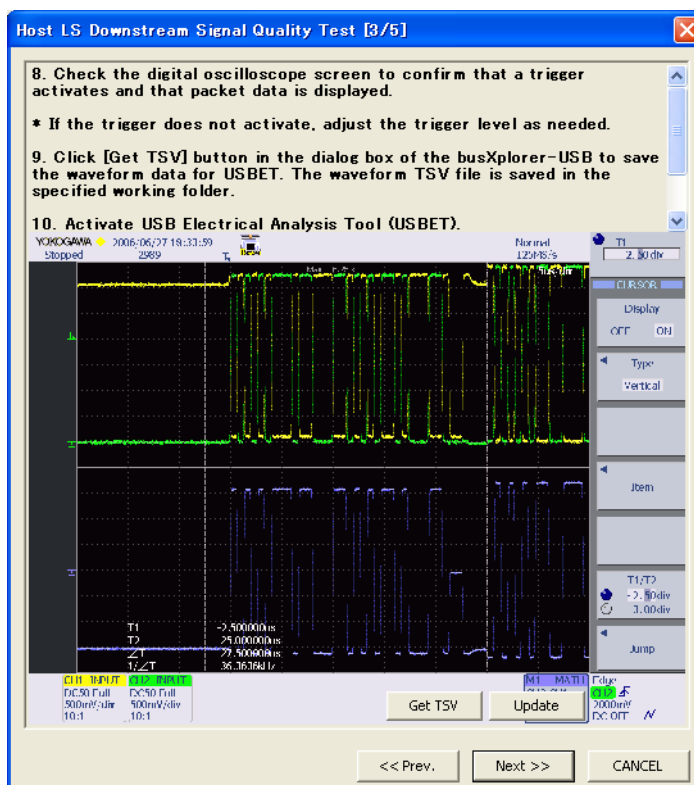 Host LS Downstream Signal Quality Test [3/5]
8. Check the digital oscilloscope screen to confirm that a trigger
activates and that packet data is displayed.
* If the trigger does not activate, adjust the trigger level as needed.
9. Click [Get TSV] button in the dialog box of the busXplorer-USB to save
the waveform data for USBET. The waveform TSV file is saved in the
specified working folder.
10. Activate USB Electrical Analysis Tool (USBET).
YOKOGAWA 2006/06/27 19:33:59
Stopped 2989
Normal
125MS/s
T1
2.50div
CURSOR
Display
OFF ON
Type
Vertical
Item
T1/T2
-2.50div
3.00div
Jump
T1 -2.500000us
T2 25.00000us
∠T 27.50000us
1/∠T 36.3636kHz
CH1 INPUT CH2 INPUT
DC50 Full DC50 Full
500mV/div 500mV/div
10:1 10:1
M1 MATH
Edge
CH2
2000mV
DC OFF
Get TSV Update
<< Prev. Next >> CANCEL